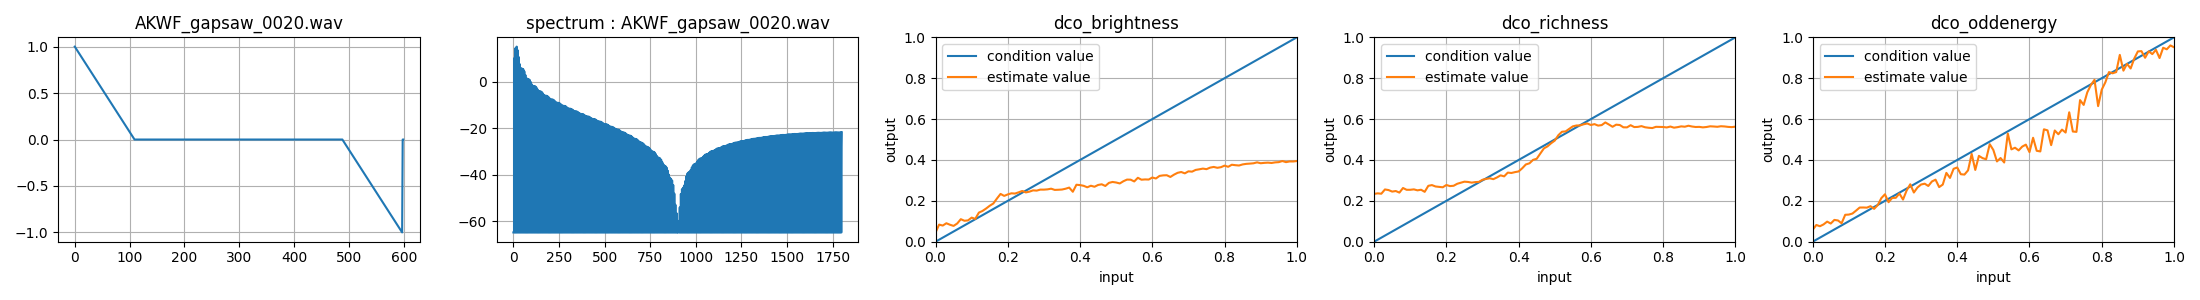 AKWF_gapsaw_0020.wav
1.0
0.5
0.0
−0.5
−1.0
0 100 200 300 400 500 600
spectrum : AKWF_gapsaw_0020.wav
0
−20
−40
−60
0 250 500 750 1000 1250 1500 1750
dco_brightness
condition value
estimate value
output
1.0
0.8
0.6
0.4
0.2
0.0
0.0 0.2 0.4 0.6 0.8 1.0
input
dco_richness
condition value
estimate value
output
1.0
0.8
0.6
0.4
0.2
0.0
0.0 0.2 0.4 0.6 0.8 1.0
input
dco_oddenergy
condition value
estimate value
output
1.0
0.8
0.6
0.4
0.2
0.0
0.0 0.2 0.4 0.6 0.8 1.0
input